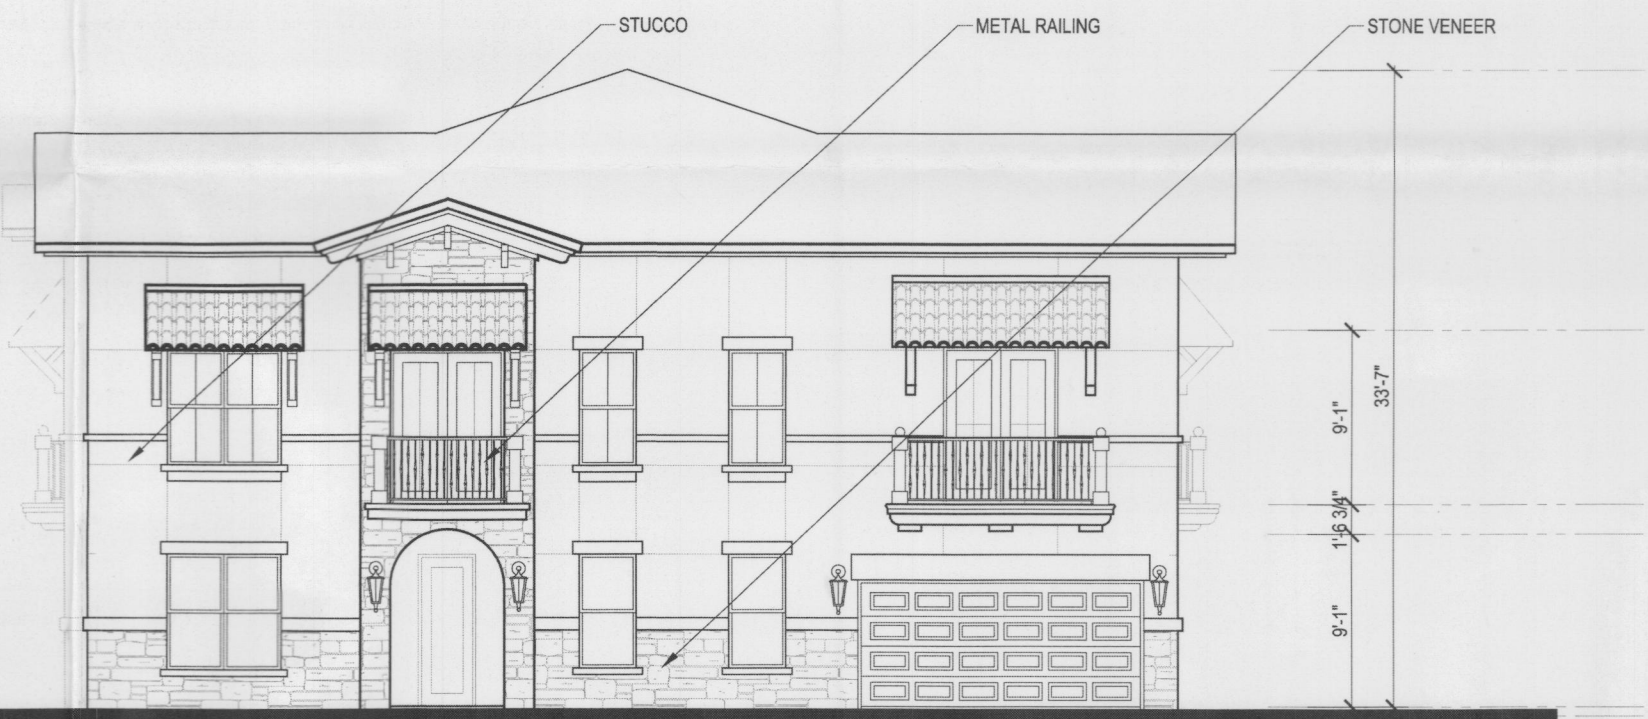 STUCCO
METAL RAILING
STONE VENEER
33'-7"
9'-1"
1'-6 3/4"
9'-1"